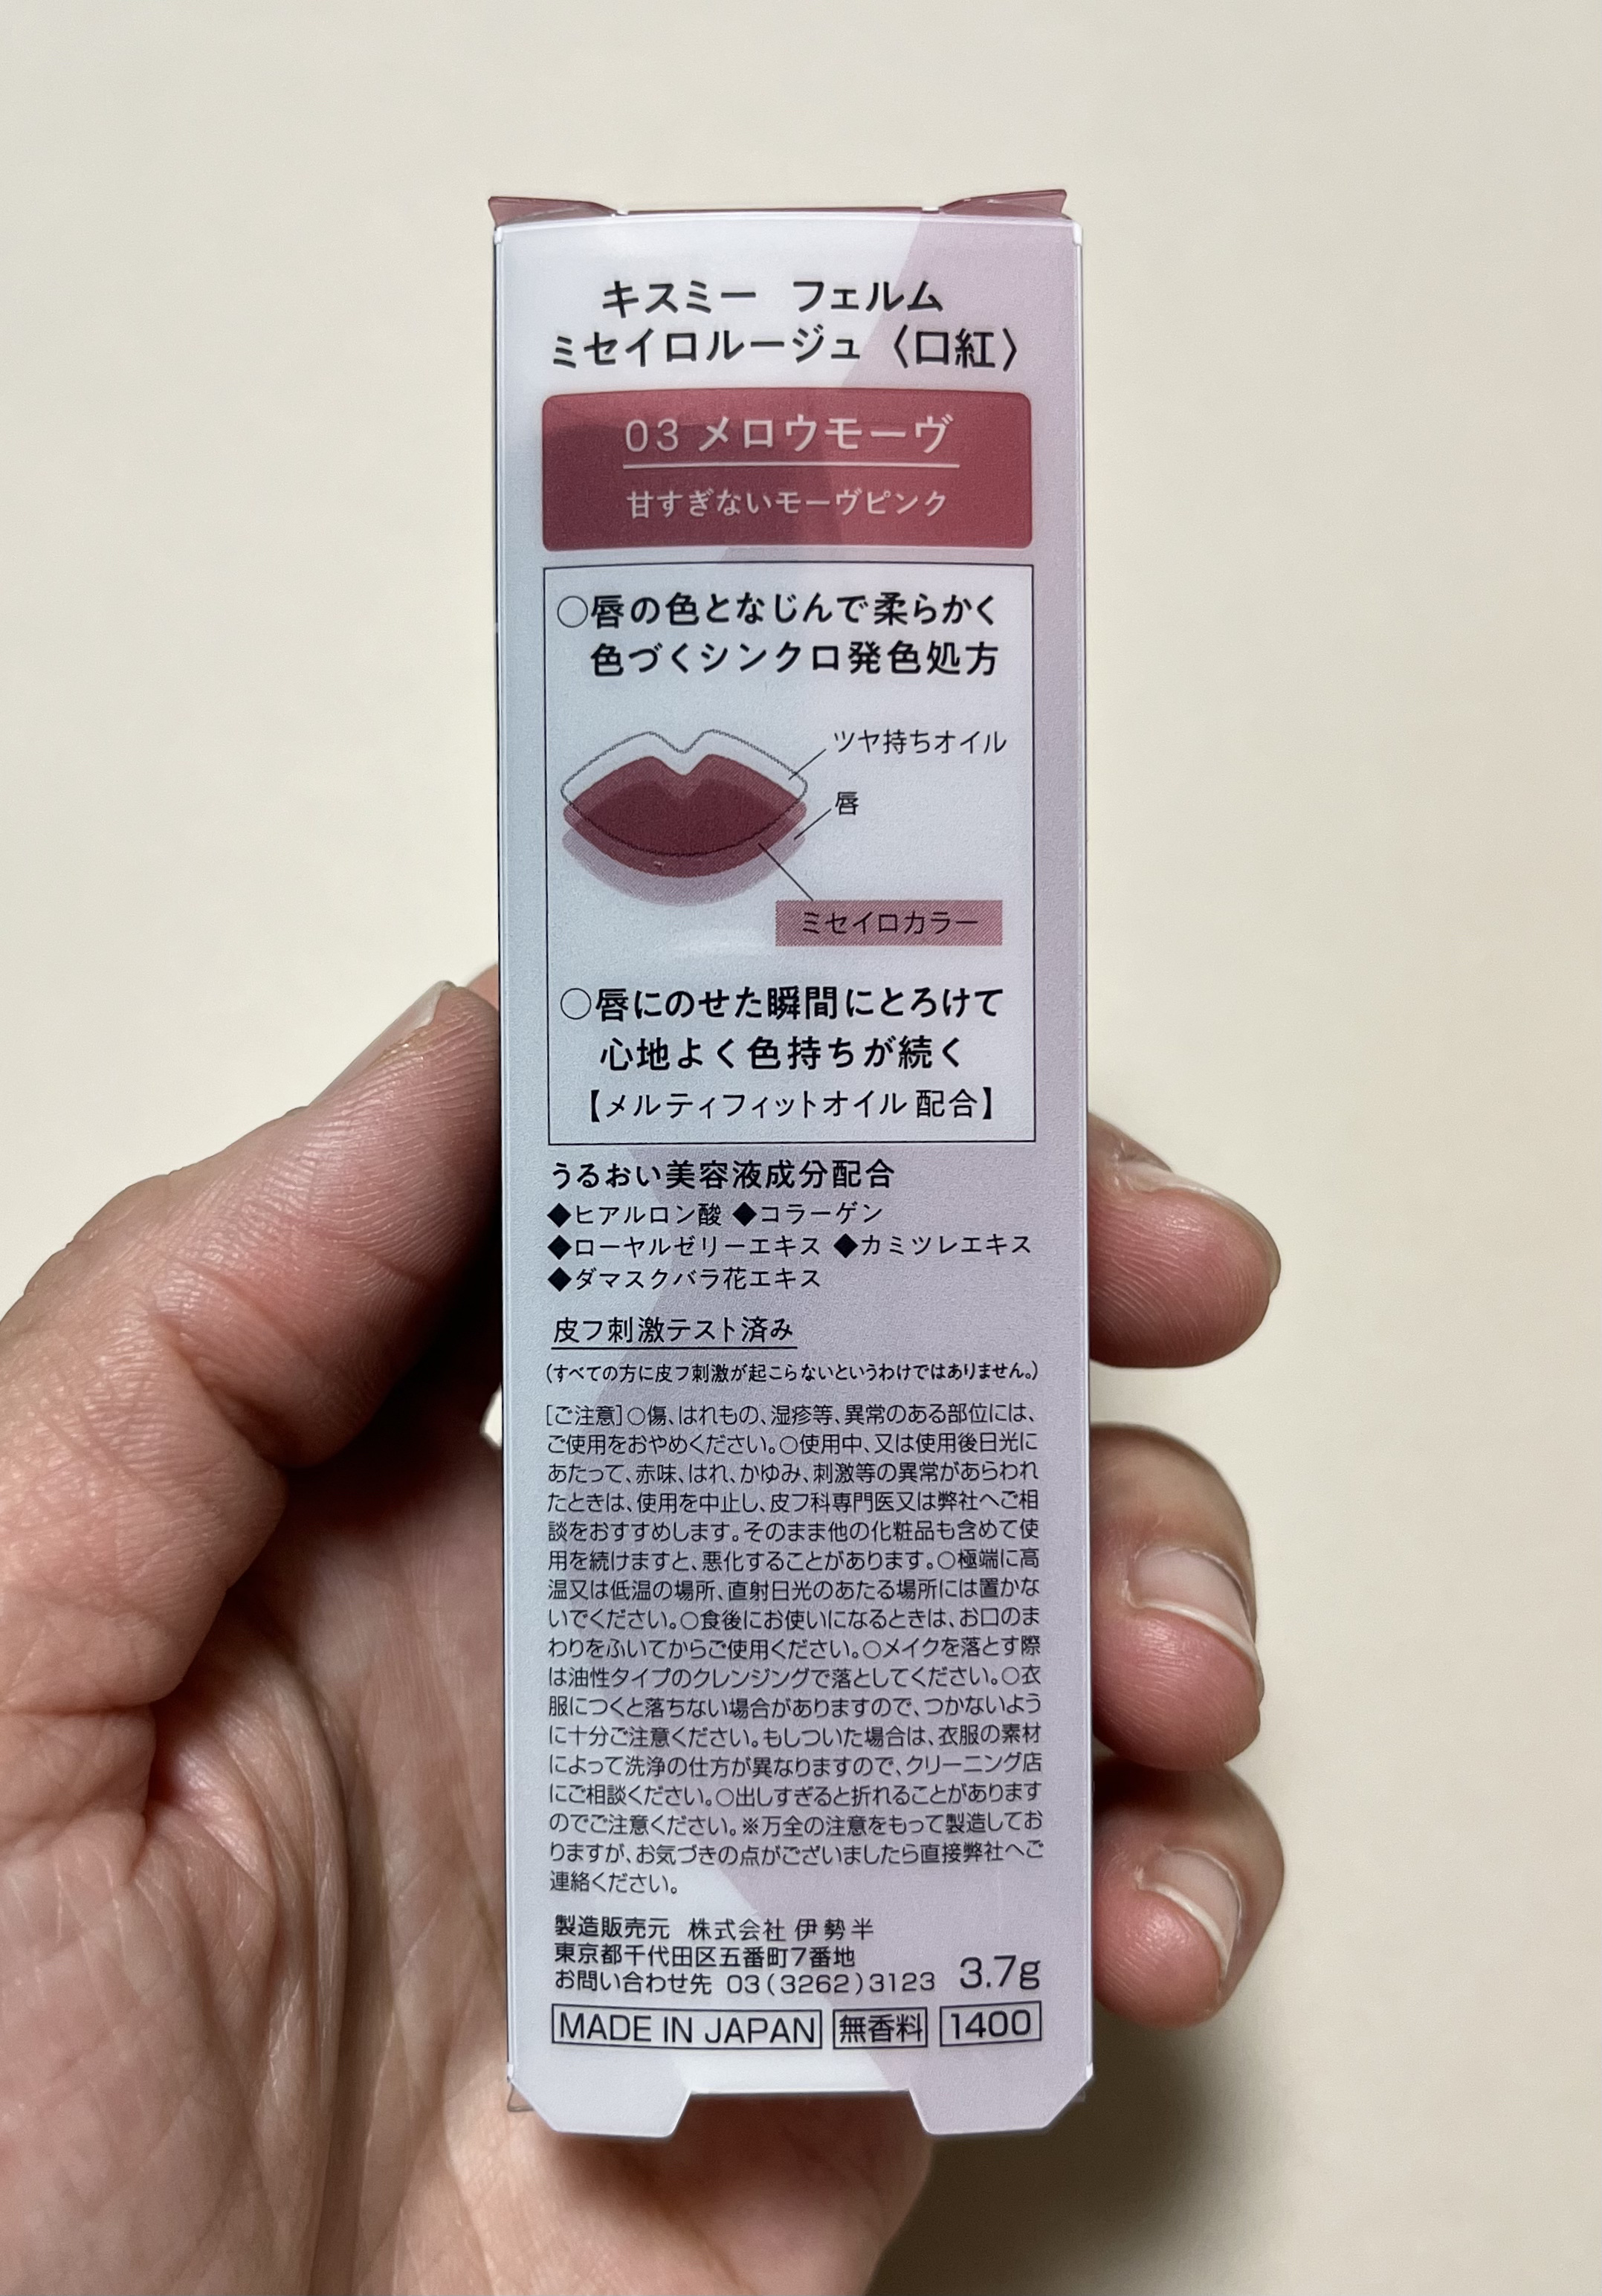 キスミー フェルム
ミセイロルージュ〈口紅〉
03 メロウモーヴ
甘すぎないモーヴピンク
○唇の色となじんで柔らかく
色づくシンクロ発色処方
ツヤ持ちオイル
唇
ミセイロカラー
○唇にのせた瞬間にとろけて
心地よく色持ちが続く
【メルティフィットオイル配合】
うるおい美容液成分配合
◆ヒアルロン酸 ◆コラーゲン
◆ローヤルゼリーエキス ◆カミツレエキス
◆ダマスクバラ花エキス
皮フ刺激テスト済み
(すべての方に皮フ刺激が起こらないというわけではありません。)
[ご注意]○傷、はれもの、湿疹等、異常のある部位には、
ご使用をおやめください。○使用中、又は使用後日光に
あたって、赤味、はれ、かゆみ、刺激等の異常があらわれ
たときは、使用を中止し、皮フ科専門医又は弊社へご相
談をおすすめします。そのまま他の化粧品も含めて使
用を続けますと、悪化することがあります。○極端に高
温又は低温の場所、直射日光のあたる場所には置かな
いでください。○食後にお使いになるときは、お口のま
わりをふいてからご使用ください。○メイクを落とす際
は油性タイプのクレンジングで落としてください。○衣
服につくと落ちない場合がありますので、つかないよう
に十分ご注意ください。もしついた場合は、衣服の素材
によって洗浄の仕方が異なりますので、クリーニング店
にご相談ください。○出しすぎると折れることがあります
のでご注意ください。※万全の注意をもって製造してお
りますが、お気づきの点がございましたら直接弊社へご
連絡ください。
製造販売元 株式会社 伊勢半
東京都千代田区五番町7番地
お問い合わせ先 03(3262)3123 3.7g
MADE IN JAPAN 無香料 1400